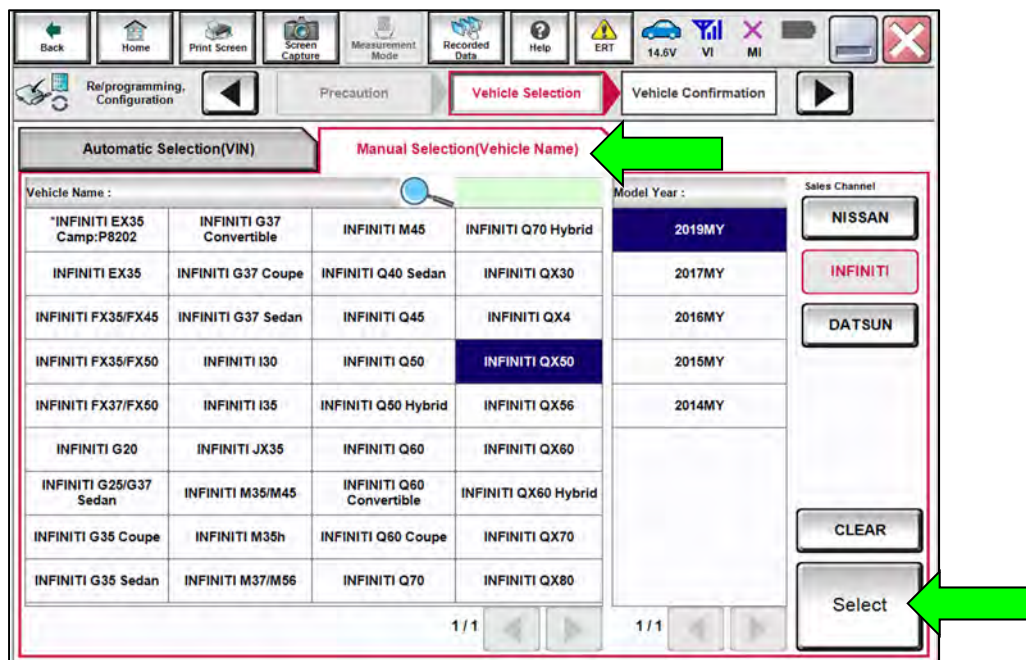 Back
Home
Print Screen
Screen
Capture
Measurement
Mode
Recorded
Data
Help
ERT
14.6V
VI
MI
Re/programming,
Configuration
Precaution
Vehicle Selection
Vehicle Confirmation
Automatic Selection(VIN)
Manual Selection(Vehicle Name)
Vehicle Name :
Model Year :
Sales Channel
*INFINITI EX35
Camp:P8202
INFINITI G37
Convertible
INFINITI M45
INFINITI Q70 Hybrid
2019MY
NISSAN
INFINITI EX35
INFINITI G37 Coupe
INFINITI Q40 Sedan
INFINITI QX30
2017MY
INFINITI
INFINITI FX35/FX45
INFINITI G37 Sedan
INFINITI Q45
INFINITI QX4
2016MY
DATSUN
INFINITI FX35/FX50
INFINITI I30
INFINITI Q50
INFINITI QX50
2015MY
INFINITI FX37/FX50
INFINITI I35
INFINITI Q50 Hybrid
INFINITI QX56
2014MY
INFINITI G20
INFINITI JX35
INFINITI Q60
INFINITI QX60
INFINITI G25/G37
Sedan
INFINITI M35/M45
INFINITI Q60
Convertible
INFINITI QX60 Hybrid
INFINITI G35 Coupe
INFINITI M35h
INFINITI Q60 Coupe
INFINITI QX70
CLEAR
INFINITI G35 Sedan
INFINITI M37/M56
INFINITI Q70
INFINITI QX80
Select
1/1
1/1